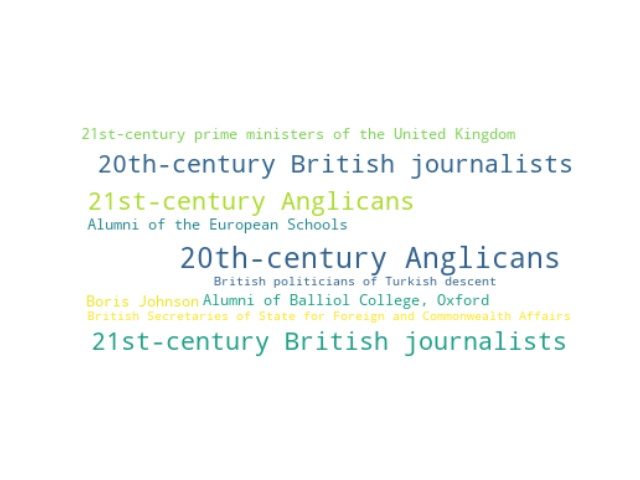 21st-century prime ministers of the United Kingdom
20th-century British journalists
21st-century Anglicans
Alumni of the European Schools
20th-century Anglicans
British politicians of Turkish descent
Boris Johnson Alumni of Balliol College, Oxford
British Secretaries of State for Foreign and Commonwealth Affairs
21st-century British journalists